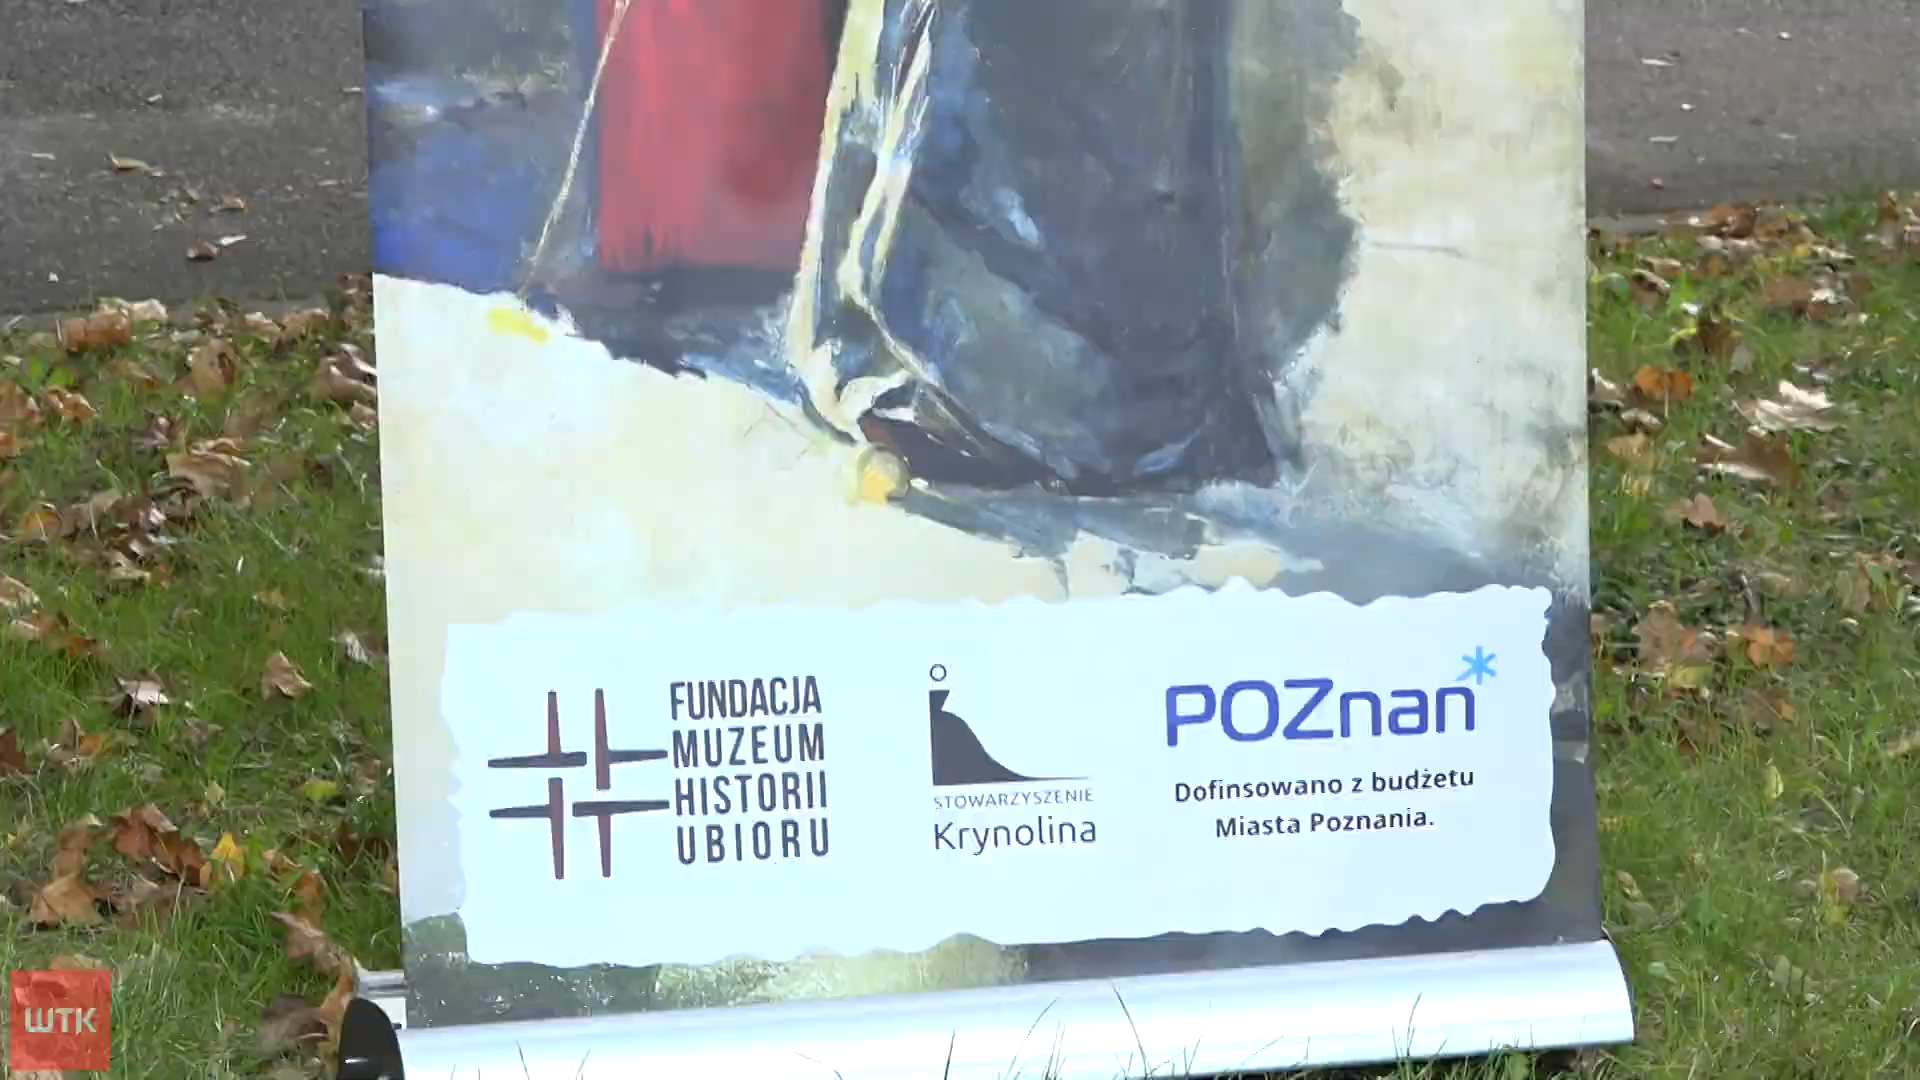 FUNDACJA
MUZEUM
HISTORII
UBIORU
STOWARZYSZENIE
Krynolina
POZnan*
Dofinsowano z budżetu
Miasta Poznania.
WTK